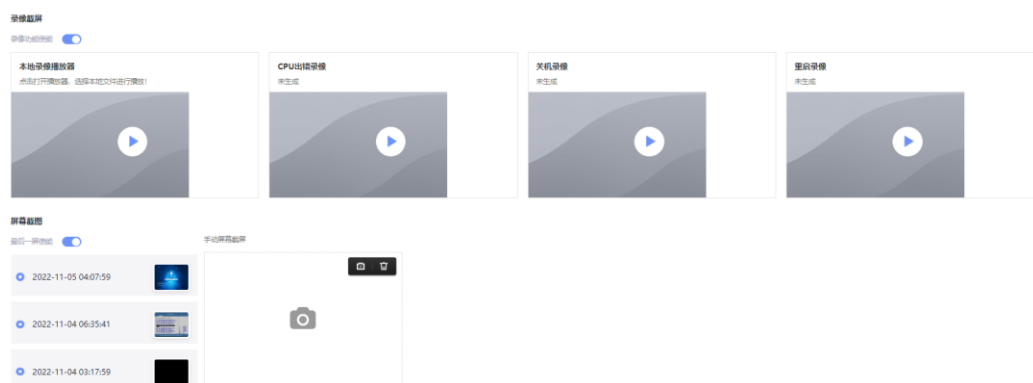 录像截屏
录像功能使能
本地录像播放器
点击打开播放器，选择本地文件进行播放！
CPU出错录像
未生成
关机录像
未生成
重启录像
未生成
屏幕截图
最后一屏使能
手动屏幕截屏
2022-11-05 04:07:59
2022-11-04 06:35:41
2022-11-04 03:17:59